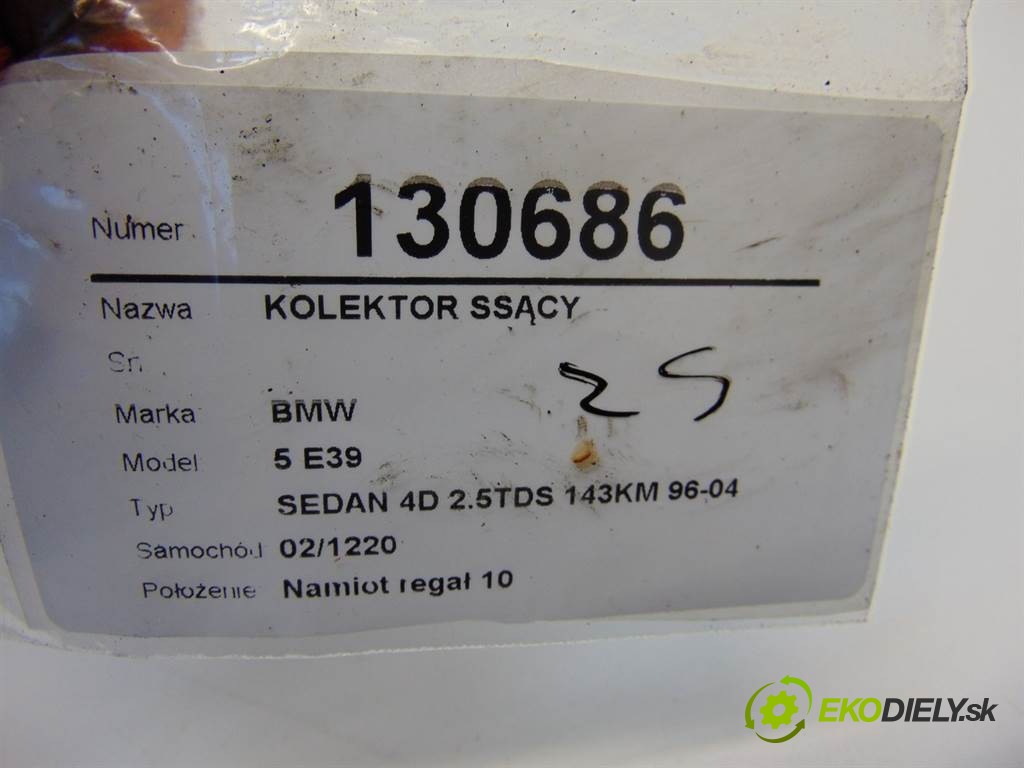 Numer 130686
Nazwa KOLEKTOR SSĄCY
Sn
25
Marka BMW
Model 5 E39
Typ SEDAN 4D 2.5TDS 143KM 96-04
Samochód 02/1220
Położenie Namiot regał 10
EKODIELY.sk